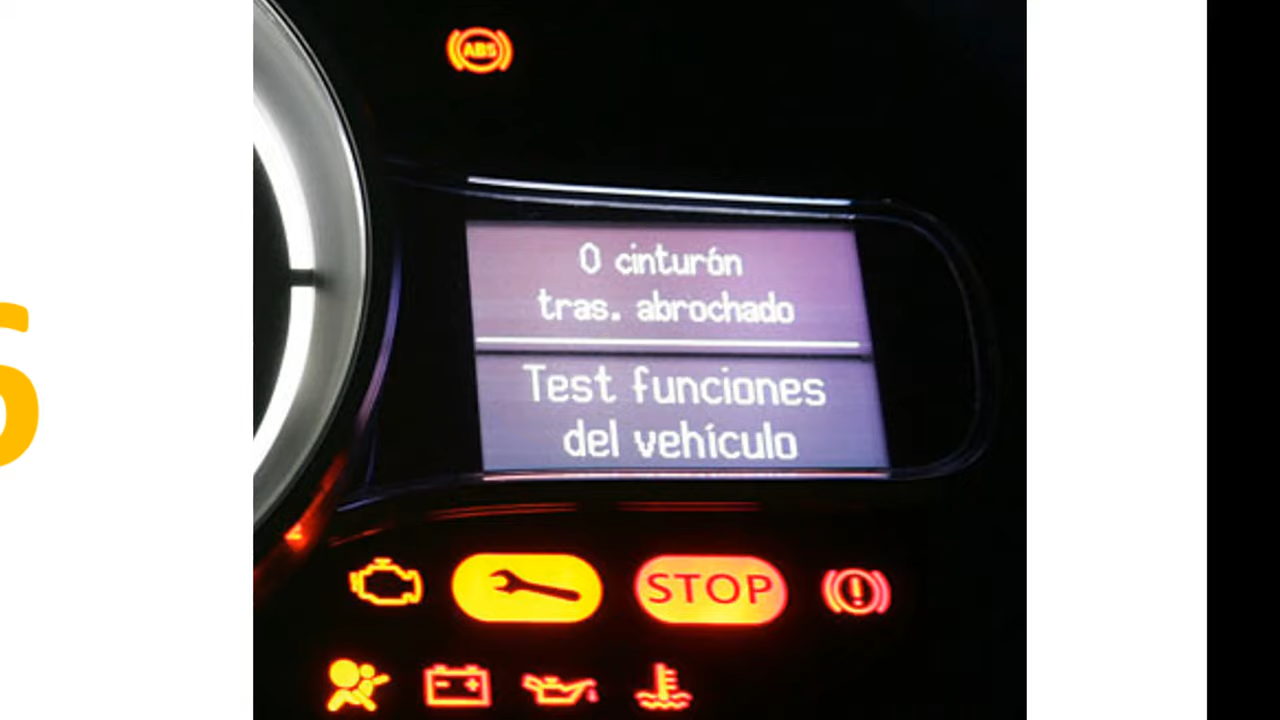 ABS
0 cinturón
tras. abrochado
Test funciones
del vehículo
STOP